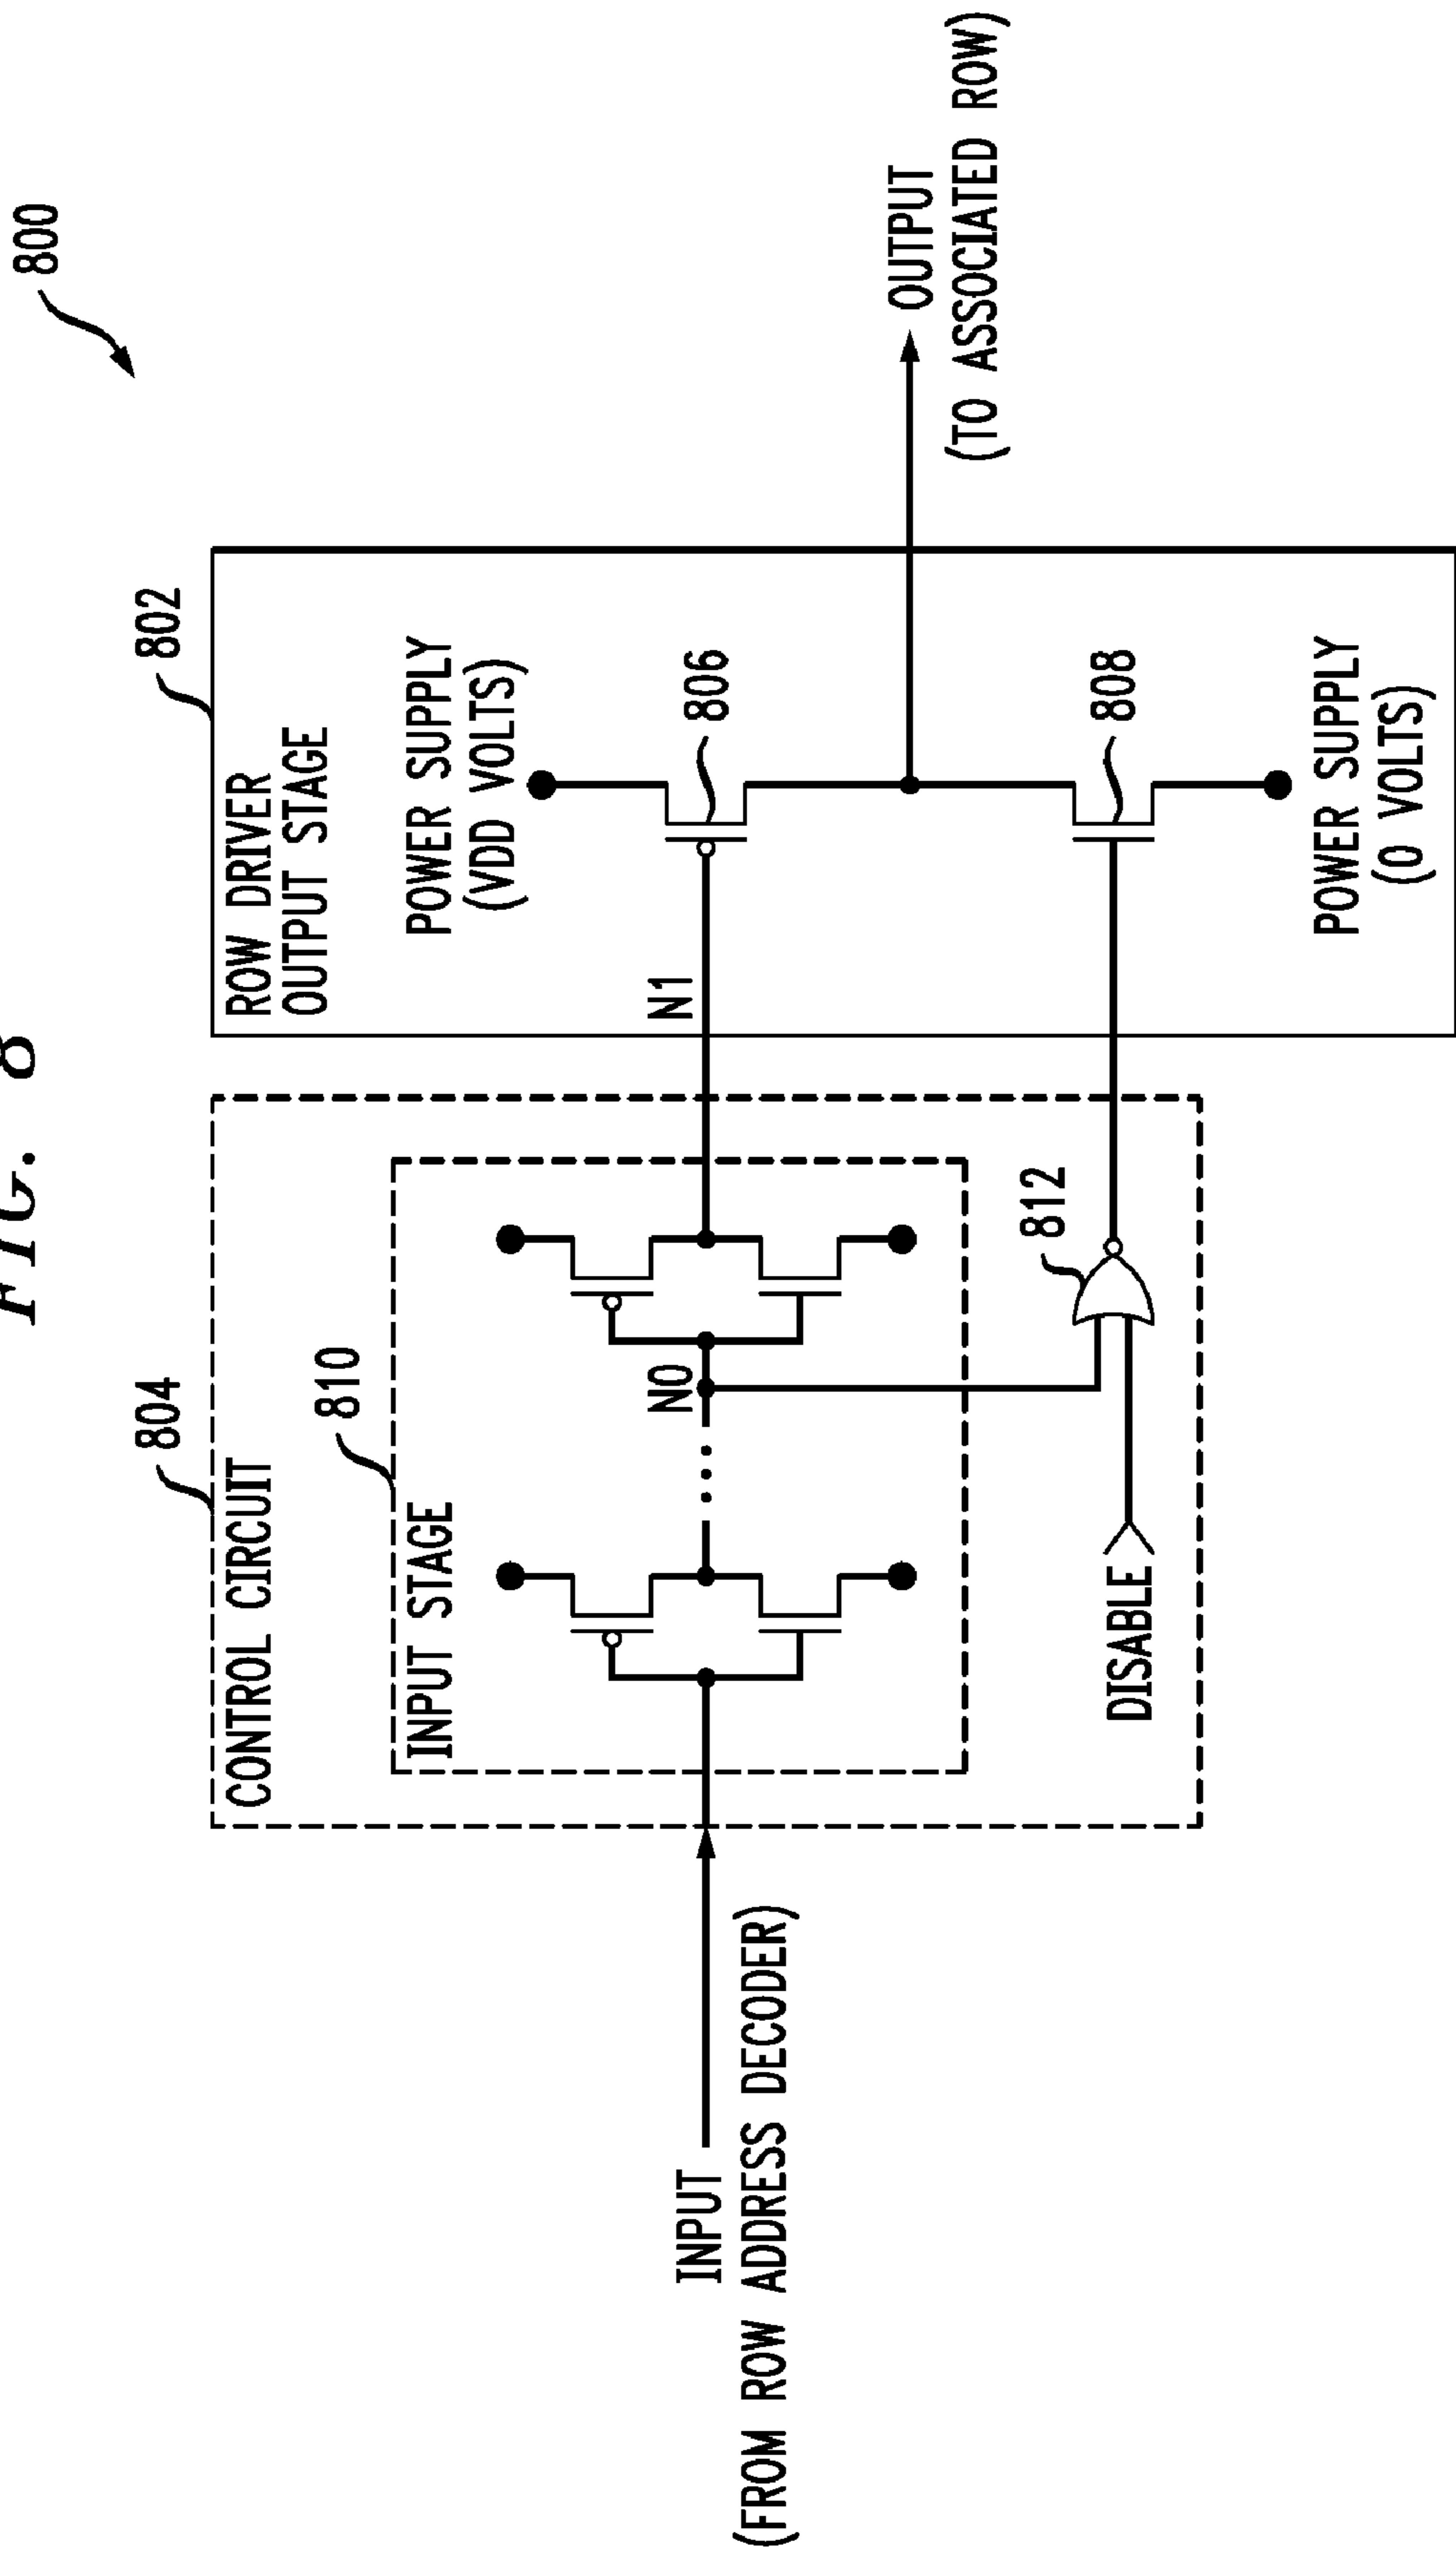 FIG. 8
800
804
CONTROL CIRCUIT
810
INPUT STAGE
N0
812
DISABLE
INPUT
(FROM ROW ADDRESS DECODER)
802
ROW DRIVER
OUTPUT STAGE
POWER SUPPLY
(VDD VOLTS)
N1
806
808
POWER SUPPLY
(0 VOLTS)
OUTPUT
(TO ASSOCIATED ROW)